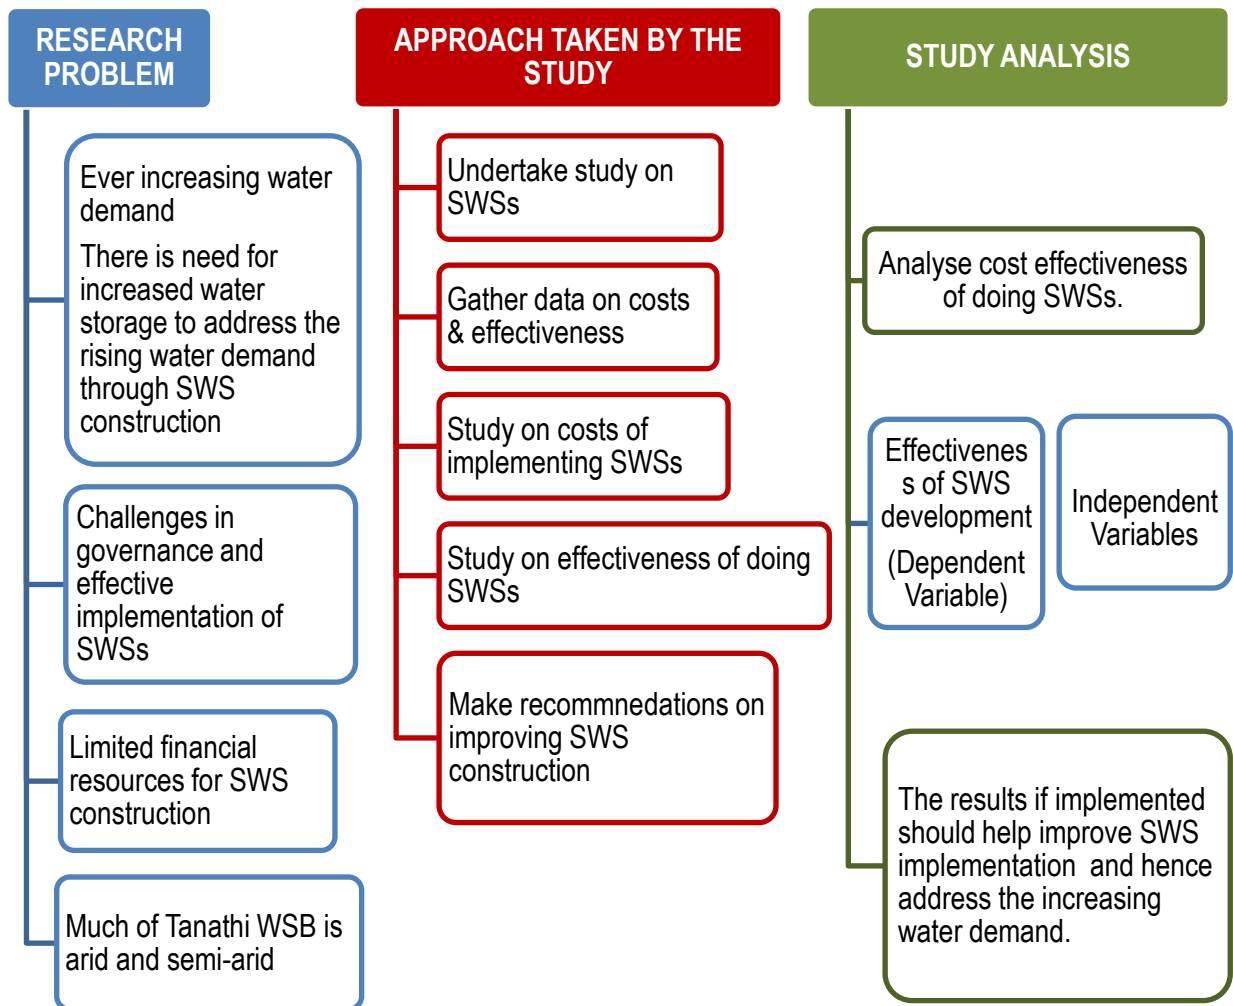 RESEARCH
PROBLEM
Ever increasing water
demand
There is need for
increased water
storage to address the
rising water demand
through SWS
construction
Challenges in
governance and
effective
implementation of
SWSs
Limited financial
resources for SWS
construction
Much of Tanathi WSB is
arid and semi-arid
APPROACH TAKEN BY THE
STUDY
Undertake study on
SWSs
Gather data on costs
& effectiveness
Study on costs of
implementing SWSs
Study on effectiveness of doing
SWSs
Make recommnedations on
improving SWS
construction
STUDY ANALYSIS
Analyse cost effectiveness
of doing SWSs.
Effectivenes
s of SWS
development
(Dependent
Variable)
Independent
Variables
The results if implemented
should help improve SWS
implementation and hence
address the increasing
water demand.